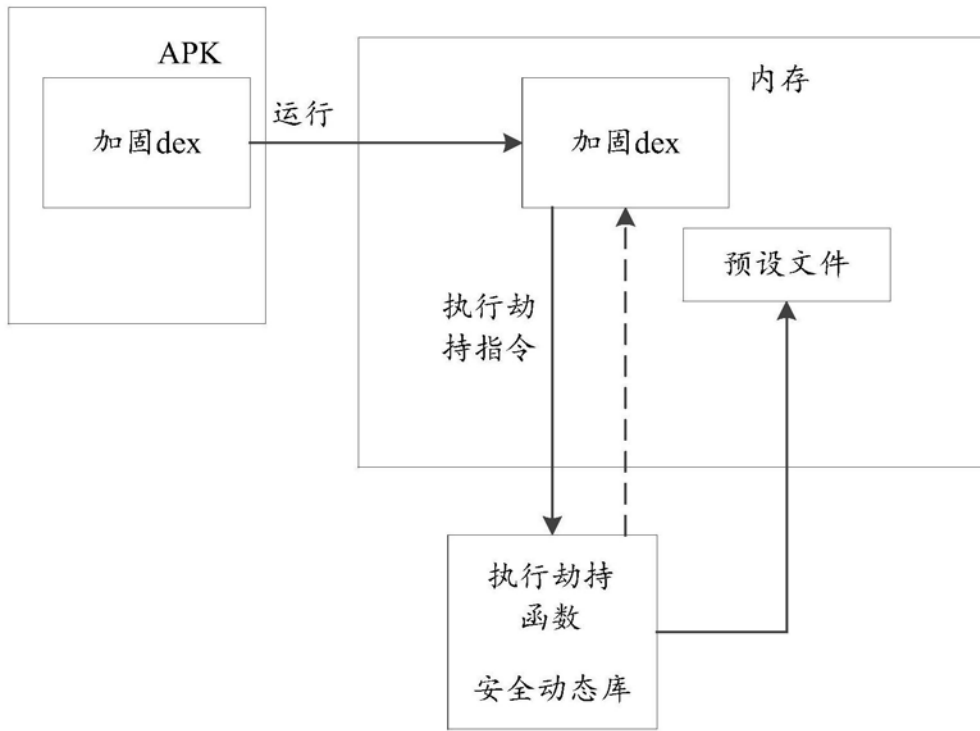 APK
加固dex
运行
内存
加固dex
预设文件
执行劫
持指令
执行劫持
函数
安全动态库